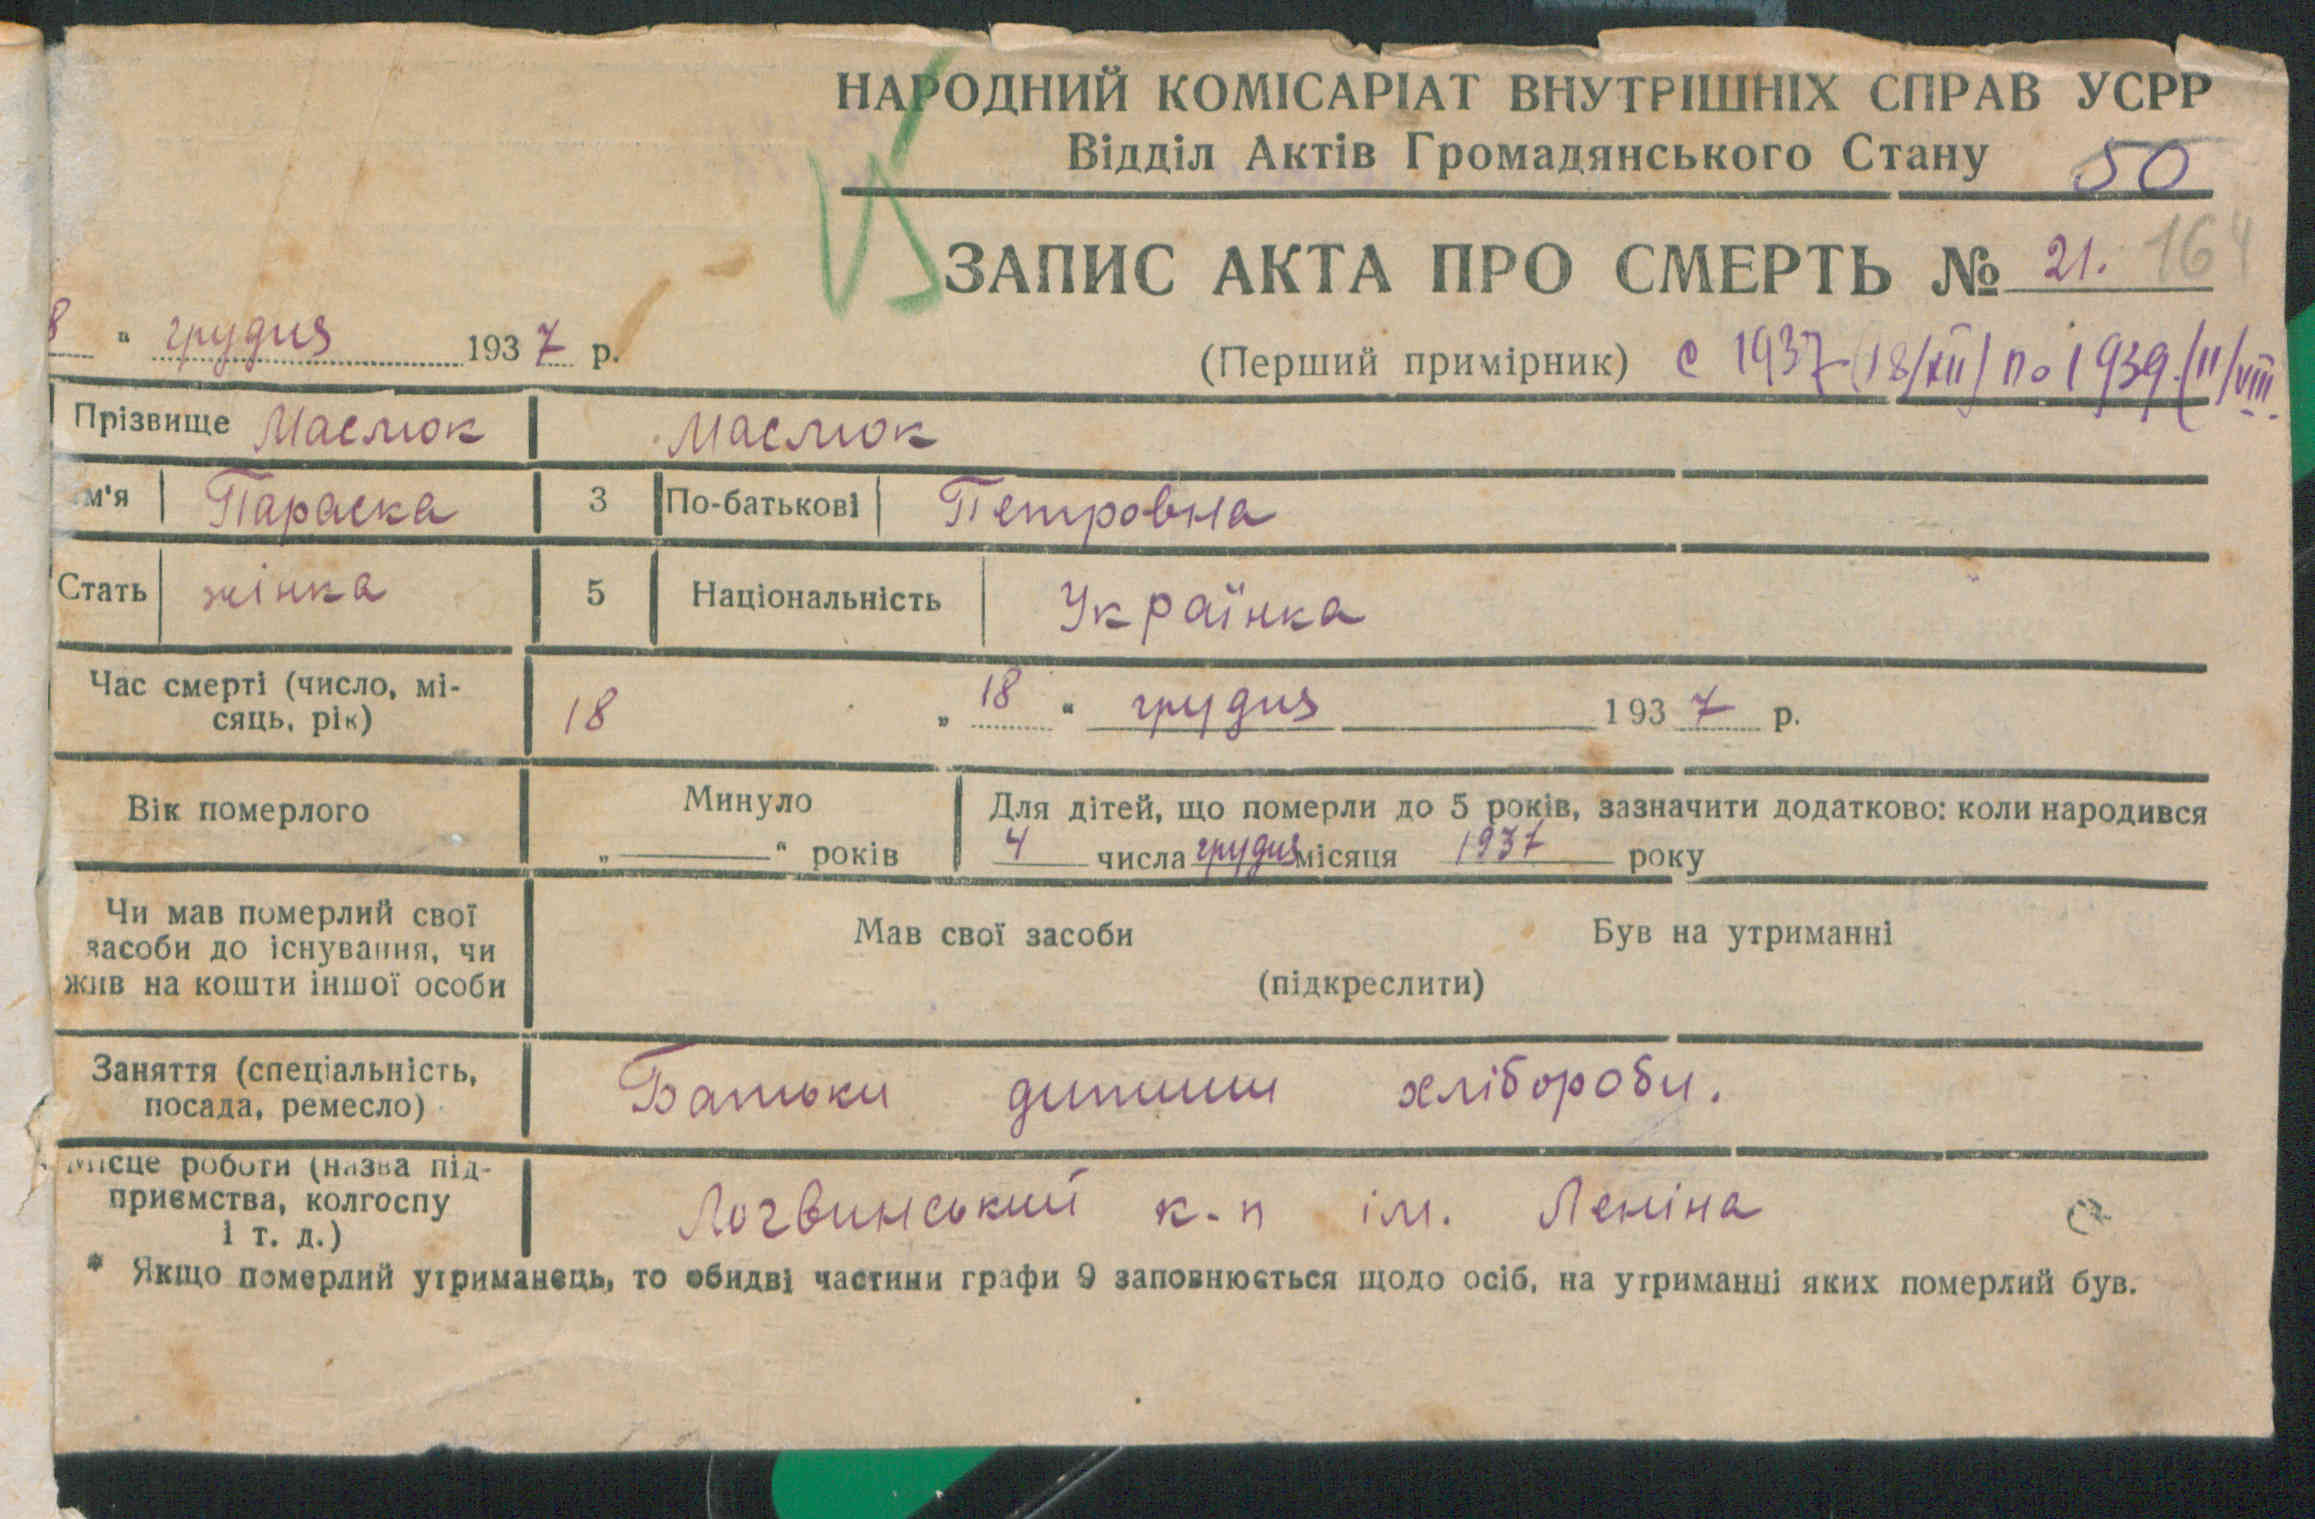 НАРОДНИЙ КОМІСАРІАТ ВНУТРІШНІХ СПРАВ УСРР
Відділ Актів Громадянського Стану 50
ЗАПИС АКТА ПРО СМЕРТЬ № 21. 164
8 " грудня 1937 р.
(Перший примірник) с 1937 (18/XII) по 1939 (11/VIII.
Прізвище Маслюк Маслюк
м'я Параска 3 По-батькові Петровна
Стать жінка 5 Національність Українка
Час смерті (число, мі-
сяць, рік) 18 „ 18 " грудня 1937 р.
Вік померлого Минуло „ " років
Для дітей, що померли до 5 років, зазначити додатково: коли народився
4 числа грудня місяця 1937 року
Чи мав померлий свої
засоби до існування, чи
жив на кошти іншої особи
Мав свої засоби Був на утриманні
(підкреслити)
Заняття (спеціальність,
посада, ремесло) Батьки дитини хлібороби.
Місце роботи (назва під-
приємства, колгоспу
і т. д.) Логвинський к-п ім. Леніна
* Якщо померлий утриманець, то обидві частини графи 9 заповнюється щодо осіб, на утриманні яких померлий був.